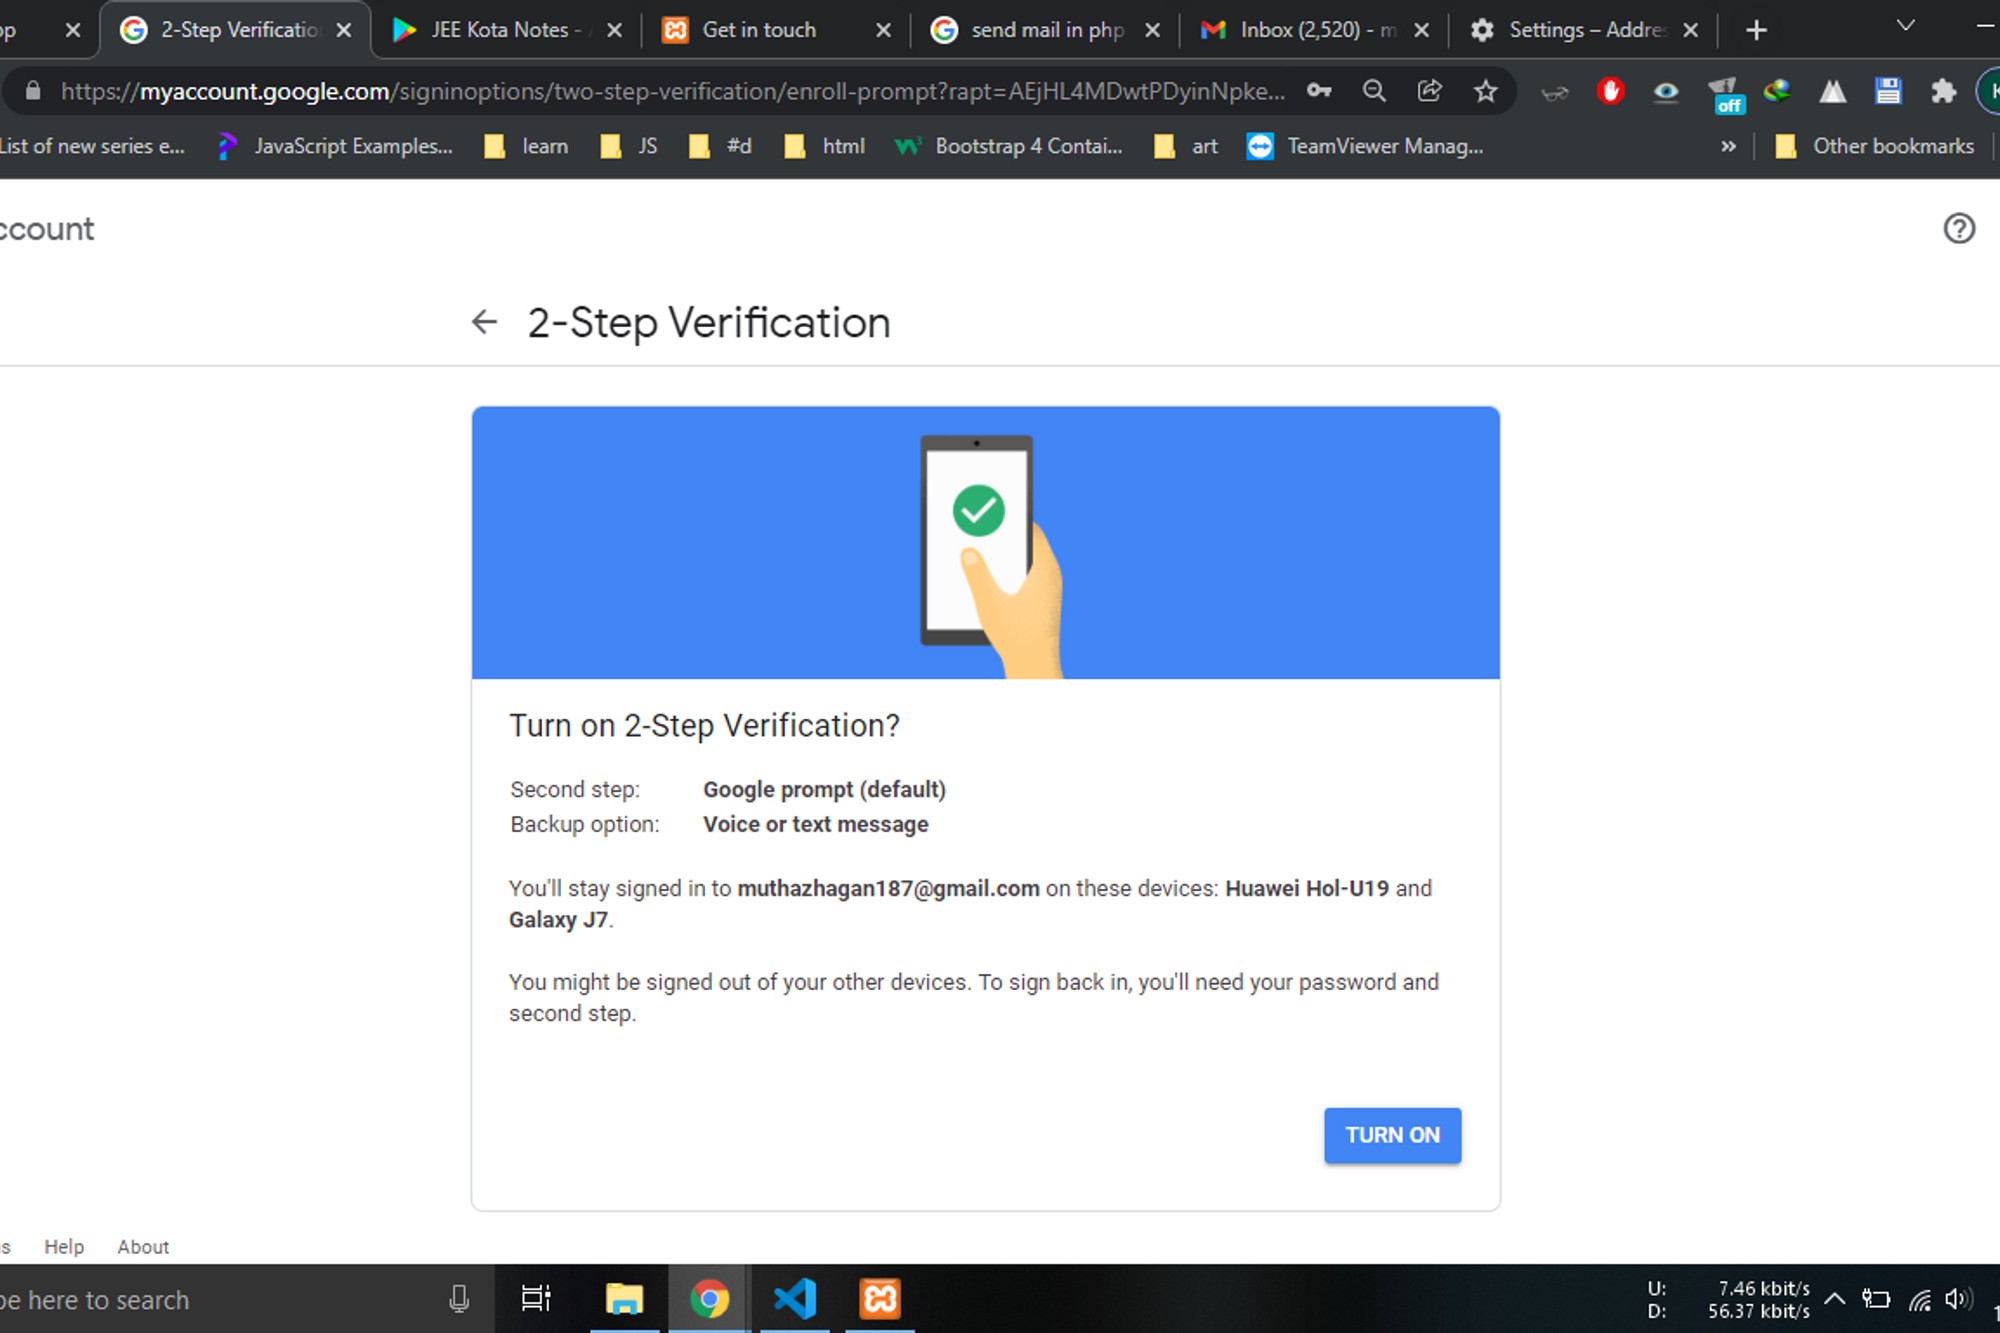 op
2-Step Verificatio
JEE Kota Notes -
Get in touch
send mail in php
Inbox (2,520) - m
Settings – Addre
https://myaccount.google.com/signinoptions/two-step-verification/enroll-prompt?rapt=AEjHL4MDwtPDyinNpke...
off
List of new series e...
JavaScript Examples...
learn
JS
#d
html
Bootstrap 4 Contai...
art
TeamViewer Manag...
»
Other bookmarks
ccount
2-Step Verification
Turn on 2-Step Verification?
Second step: Google prompt (default)
Backup option: Voice or text message
You'll stay signed in to muthazhagan187@gmail.com on these devices: Huawei Hol-U19 and
Galaxy J7.
You might be signed out of your other devices. To sign back in, you'll need your password and
second step.
TURN ON
s Help About
pe here to search
U: 7.46 kbit/s
D: 56.37 kbit/s